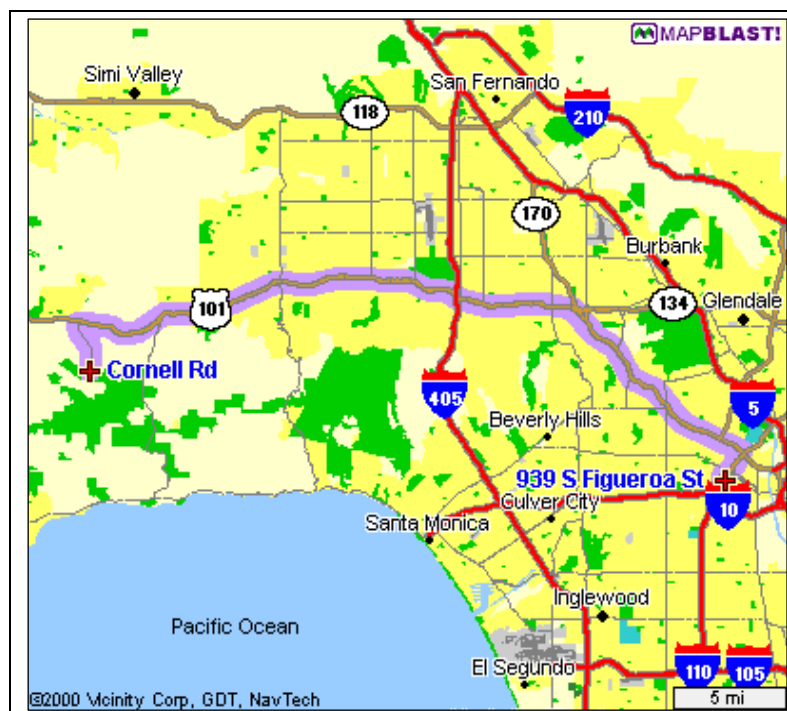 MAPBLAST!
Simi Valley
San Fernando
118
210
170
Burbank
134
Glendale
101
Cornell Rd
405
5
Beverly Hills
939 S Figueroa St
10
Culver City
Santa Monica
Inglewood
Pacific Ocean
El Segundo
110
105
©2000 Vicinity Corp, GDT, NavTech
5 mi